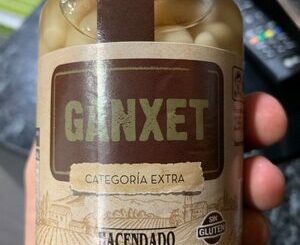 GANXET
CATEGORÍA EXTRA
HACENDADO
SIN
GLUTEN